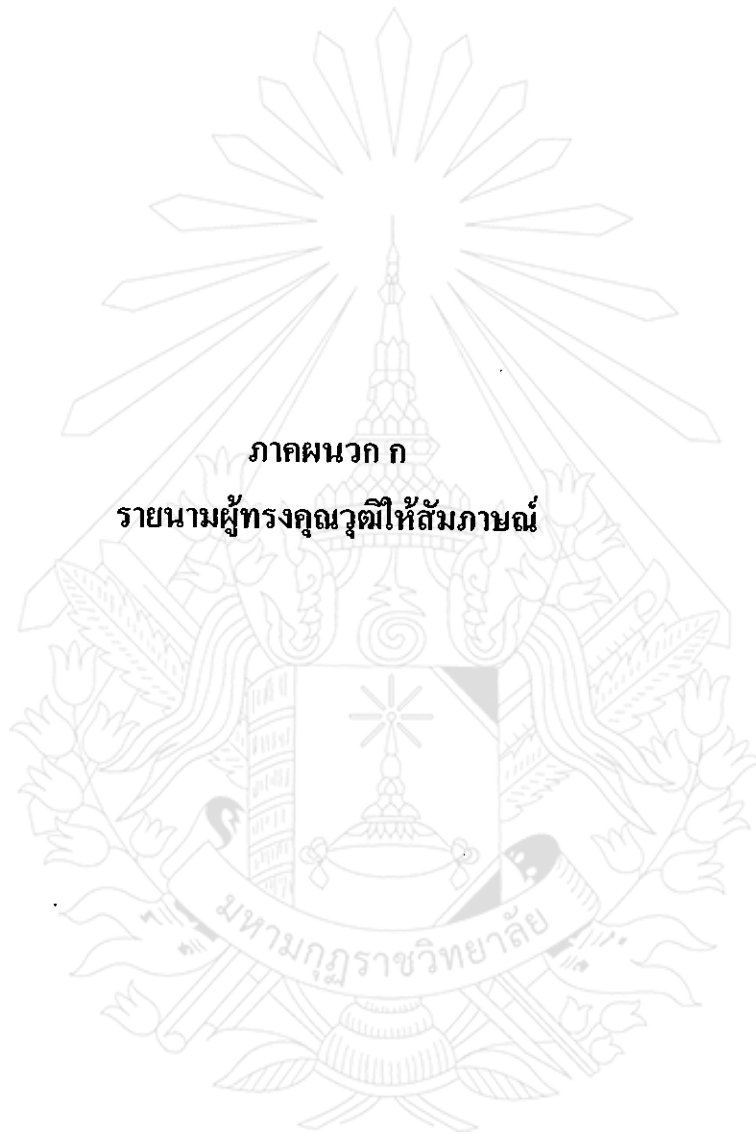 ภาคผนวก ก
รายนามผู้ทรงคุณวุฒิให้สัมภาษณ์
มหามกุฏราชวิทยาลัย